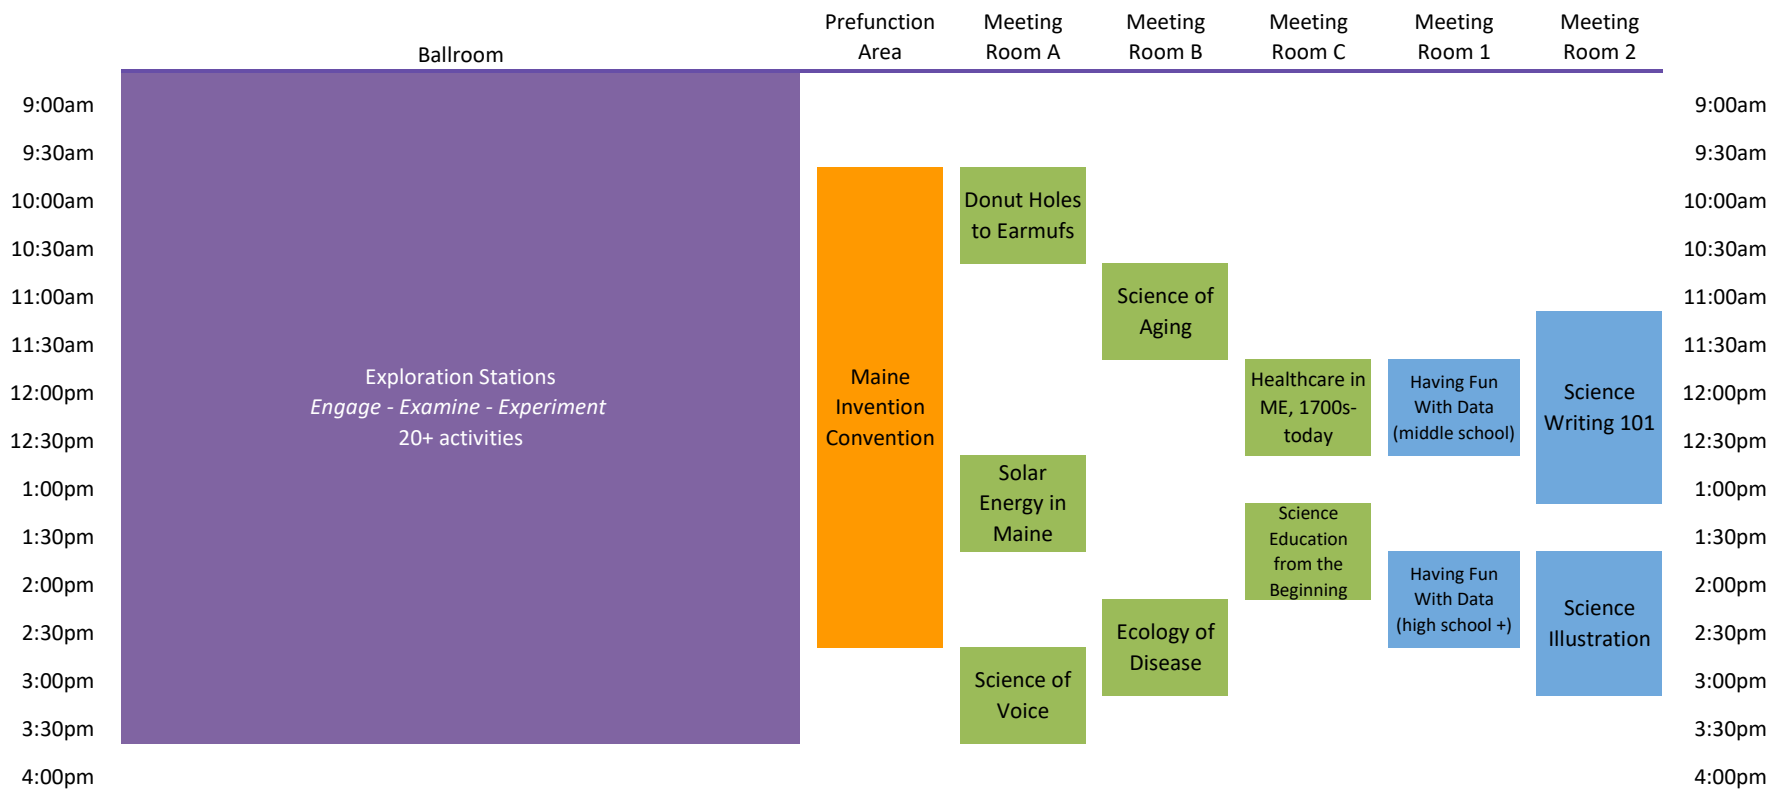 Ballroom
Prefunction
Area
Meeting
Room A
Meeting
Room B
Meeting
Room C
Meeting
Room 1
Meeting
Room 2
9:00am
9:00am
9:30am
9:30am
10:00am
10:00am
10:30am
10:30am
11:00am
11:00am
11:30am
11:30am
12:00pm
12:00pm
12:30pm
12:30pm
1:00pm
1:00pm
1:30pm
1:30pm
2:00pm
2:00pm
2:30pm
2:30pm
3:00pm
3:00pm
3:30pm
3:30pm
4:00pm
4:00pm
Exploration Stations
Engage - Examine - Experiment
20+ activities
Maine
Invention
Convention
Donut Holes
to Earmufs
Solar
Energy in
Maine
Science of
Voice
Science of
Aging
Ecology of
Disease
Healthcare in
ME, 1700s-
today
Science
Education
from the
Beginning
Having Fun
With Data
(middle school)
Having Fun
With Data
(high school +)
Science
Writing 101
Science
Illustration